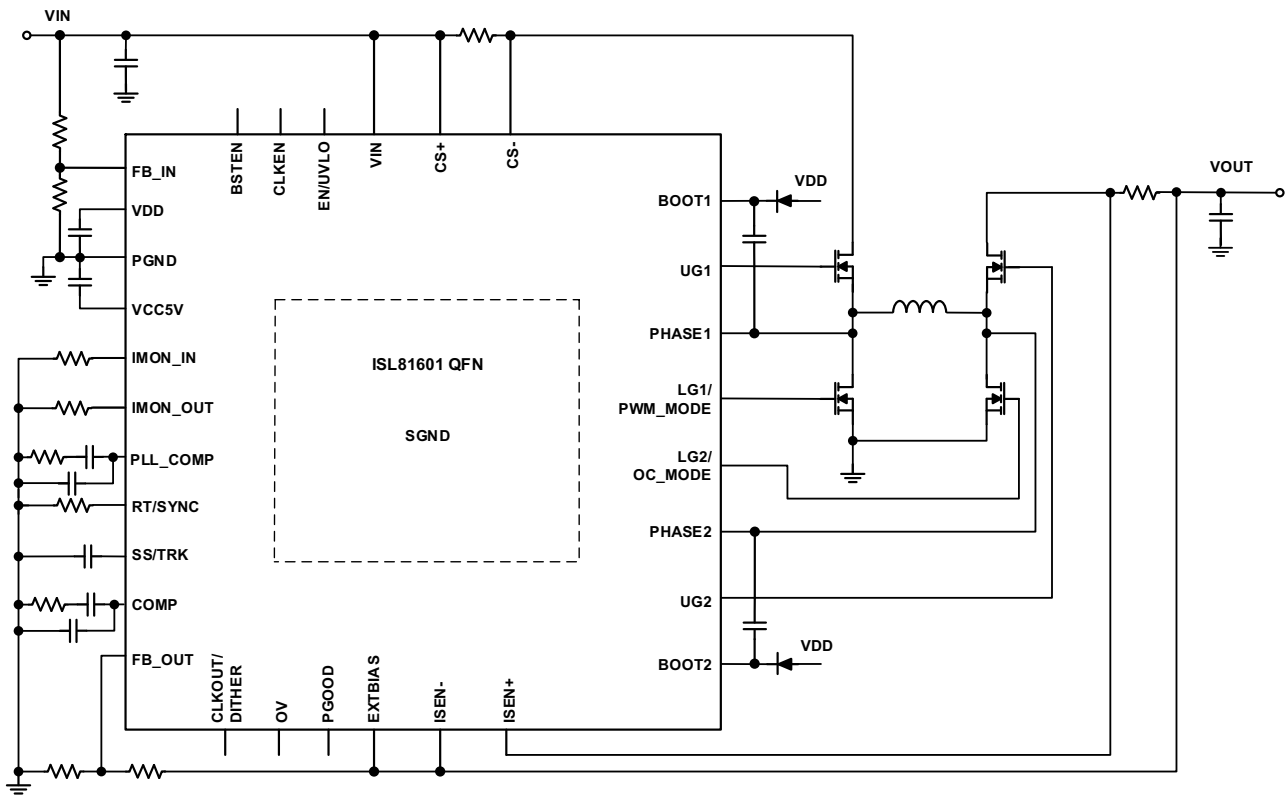 VIN
BSTEN
CLKEN
EN/UVLO
VIN
CS+
CS-
FB_IN
VDD
PGND
VCC5V
IMON_IN
IMON_OUT
PLL_COMP
RT/SYNC
SS/TRK
COMP
FB_OUT
ISL81601 QFN
SGND
BOOT1
VDD
UG1
PHASE1
LG1/
PWM_MODE
LG2/
OC_MODE
PHASE2
UG2
BOOT2
VDD
VOUT
CLKOUT/
DITHER
OV
PGOOD
EXTBIAS
ISEN-
ISEN+